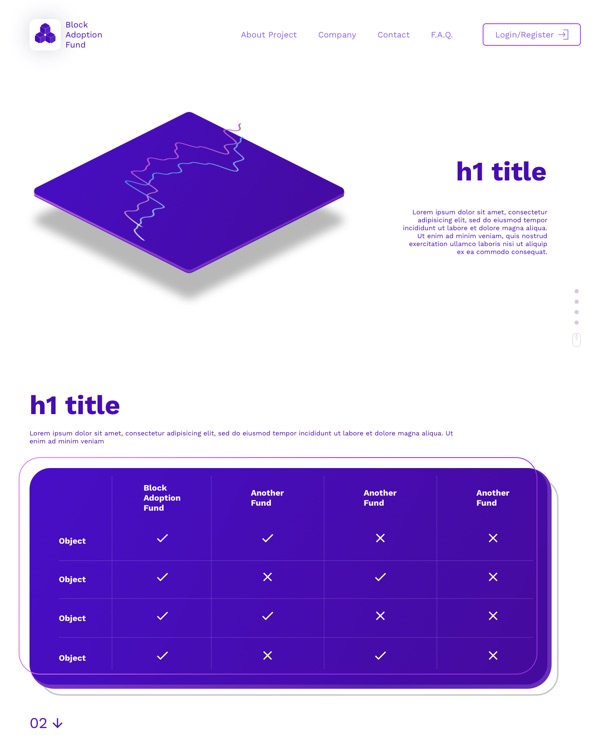 Block
Adoption
Fund
About Project
Company
Contact
F.A.Q.
Login/Register
h1 title
Lorem ipsum dolor sit amet, consectetur
adipisicing elit, sed do eiusmod tempor
incididunt ut labore et dolore magna aliqua.
Ut enim ad minim veniam, quis nostrud
exercitation ullamco laboris nisi ut aliquip
ex ea commodo consequat.
h1 title
Lorem ipsum dolor sit amet, consectetur adipisicing elit, sed do eiusmod tempor incididunt ut labore et dolore magna aliqua. Ut
enim ad minim veniam
Block
Adoption
Fund
Another
Fund
Another
Fund
Another
Fund
Object
Object
Object
Object
02